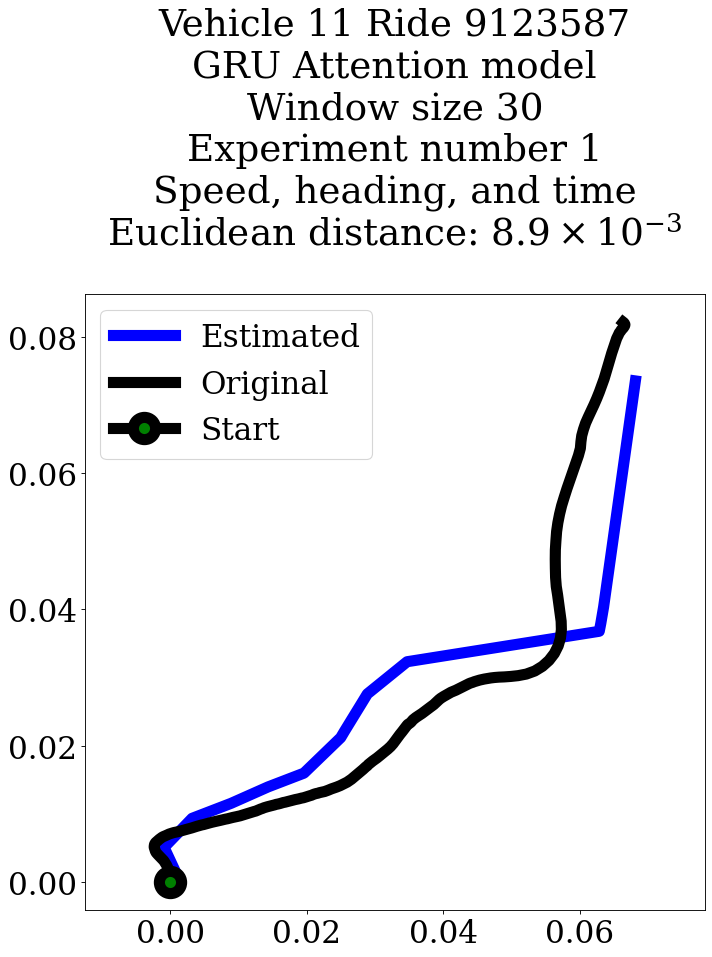 Vehicle 11 Ride 9123587
GRU Attention model
Window size 30
Experiment number 1
Speed, heading, and time
Euclidean distance: 8.9 × 10⁻³
Estimated
Original
Start
0.08
0.06
0.04
0.02
0.00
0.00 0.02 0.04 0.06